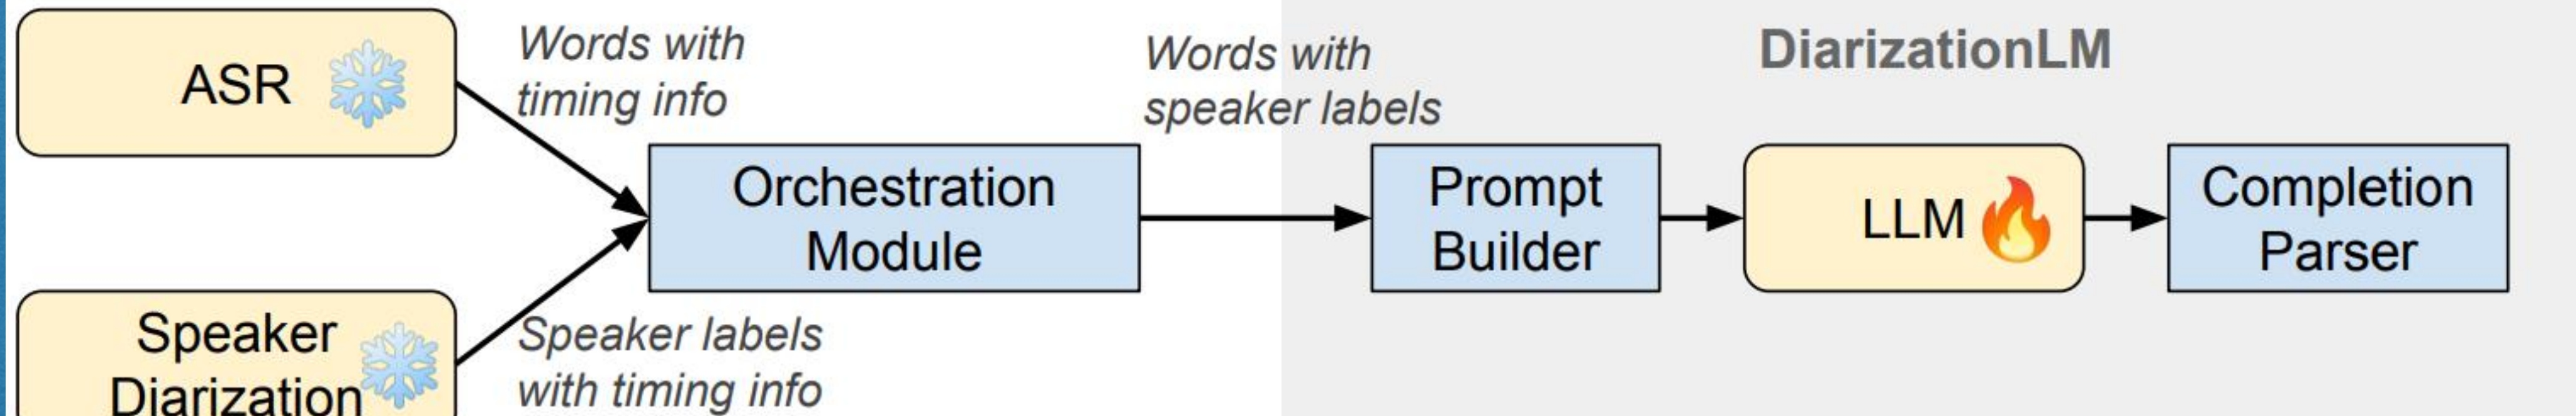 ASR
Words with
timing info
Words with
speaker labels
DiarizationLM
Orchestration
Module
Prompt
Builder
LLM
Completion
Parser
Speaker
Diarization
Speaker labels
with timing info